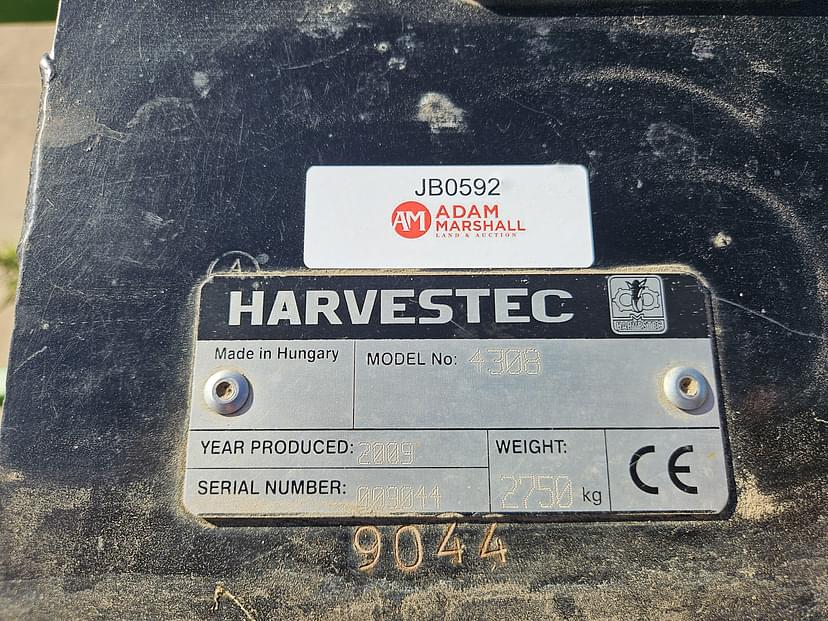 JB0592
AM ADAM
MARSHALL
LAND & AUCTION
HARVESTEC
Made in Hungary
MODEL No: 4308
YEAR PRODUCED: 2009
WEIGHT: 2750 kg
SERIAL NUMBER: 009044
CE
9044